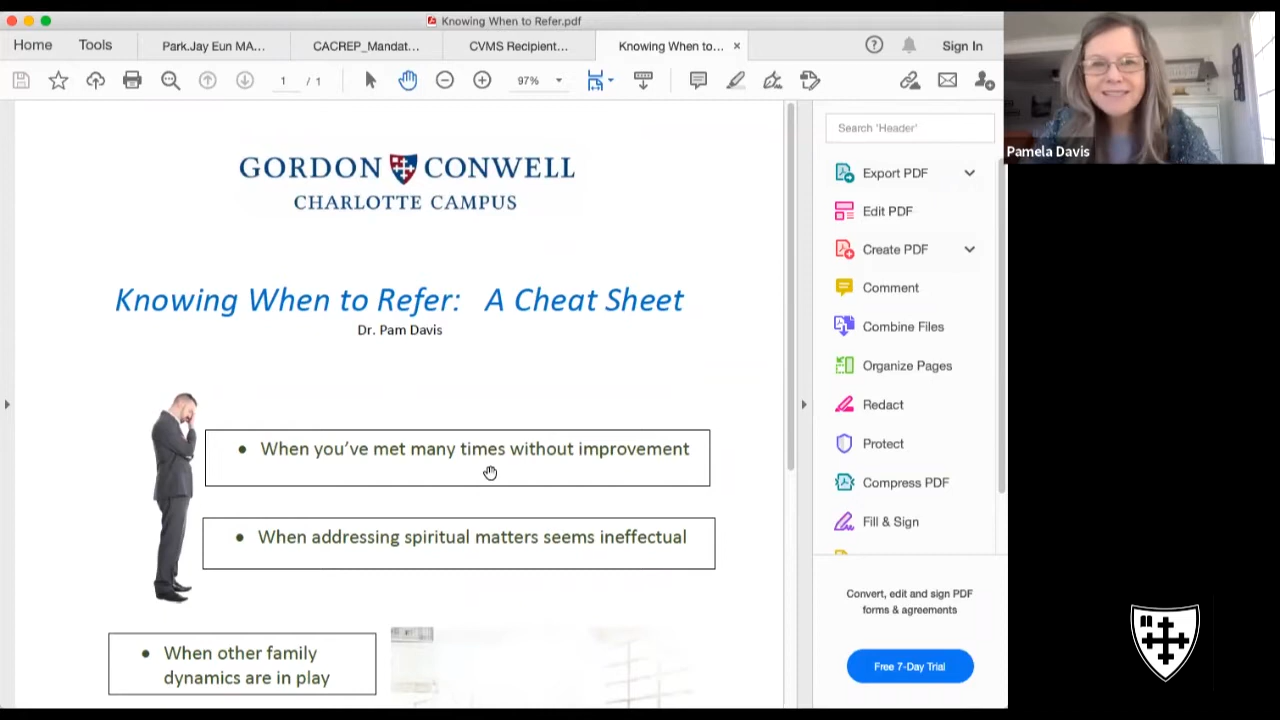 Knowing When to Refer.pdf
Home
Tools
Park.Jay Eun MA...
CACREP_Mandat...
CVMS Recipient...
Knowing When to... ×
?
Sign In
1 / 1
97%
Search 'Header'
Pamela Davis
GORDON CONWELL
CHARLOTTE CAMPUS
Knowing When to Refer: A Cheat Sheet
Dr. Pam Davis
• When you’ve met many times without improvement
• When addressing spiritual matters seems ineffectual
• When other family
dynamics are in play
Export PDF
Edit PDF
Create PDF
Comment
Combine Files
Organize Pages
Redact
Protect
Compress PDF
Fill & Sign
Convert, edit and sign PDF
forms & agreements
Free 7-Day Trial